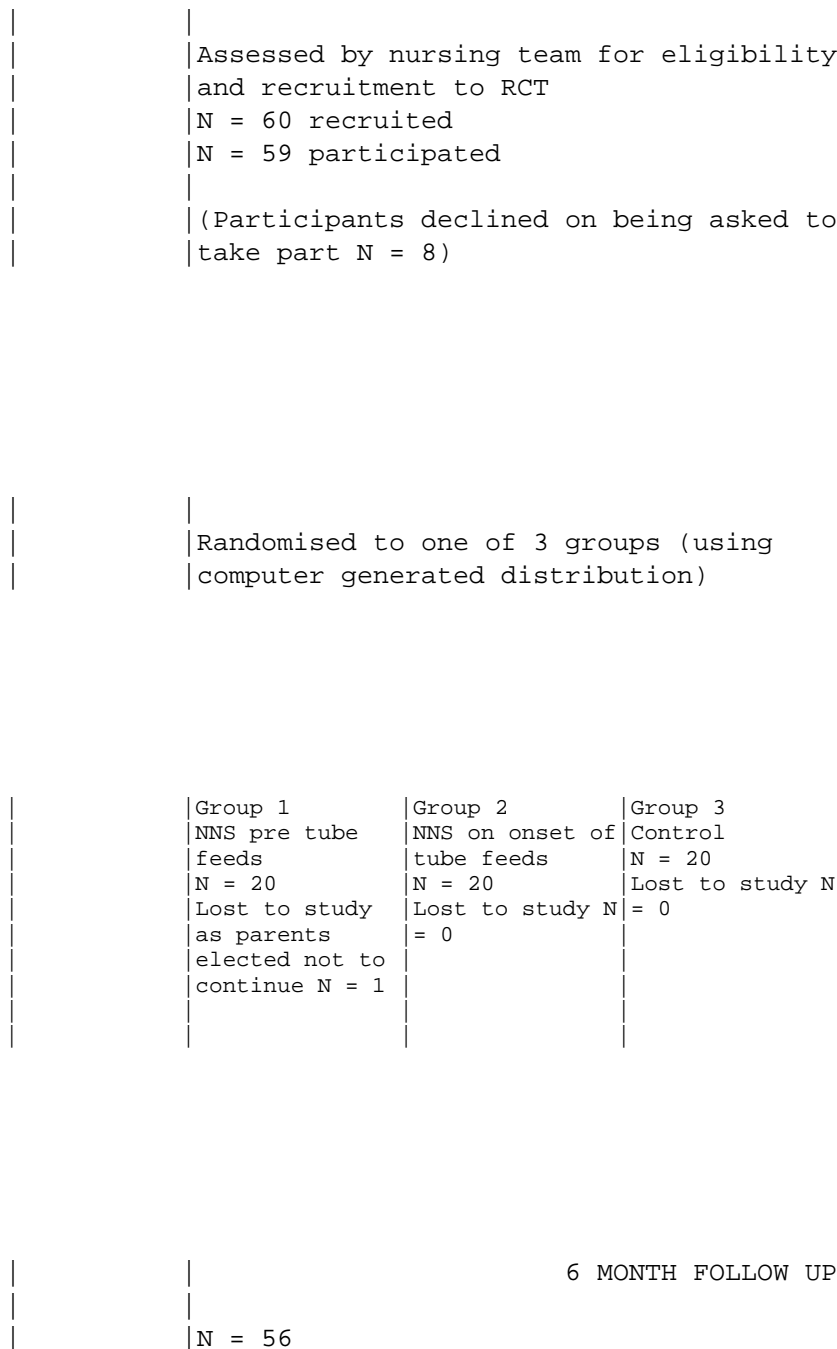 Assessed by nursing team for eligibility
and recruitment to RCT
N = 60 recruited
N = 59 participated
(Participants declined on being asked to
take part N = 8)
Randomised to one of 3 groups (using
computer generated distribution)
Group 1
NNS pre tube
feeds
N = 20
Lost to study
as parents
elected not to
continue N = 1
Group 2
NNS on onset of
tube feeds
N = 20
Lost to study N
= 0
Group 3
Control
N = 20
Lost to study N
= 0
6 MONTH FOLLOW UP
N = 56